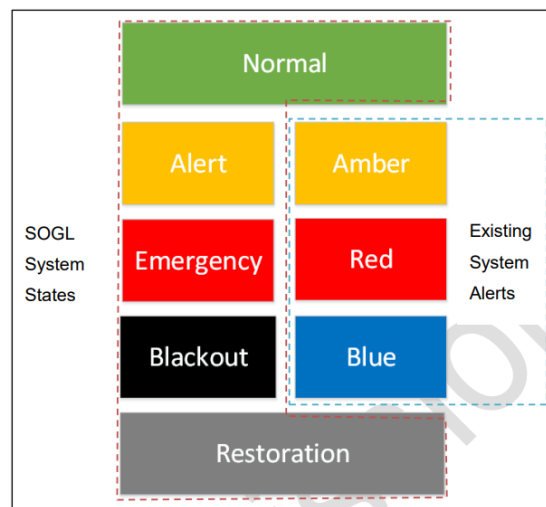 Normal
Alert
Amber
SOGL
System
States
Emergency
Red
Existing
System
Alerts
Blackout
Blue
Restoration